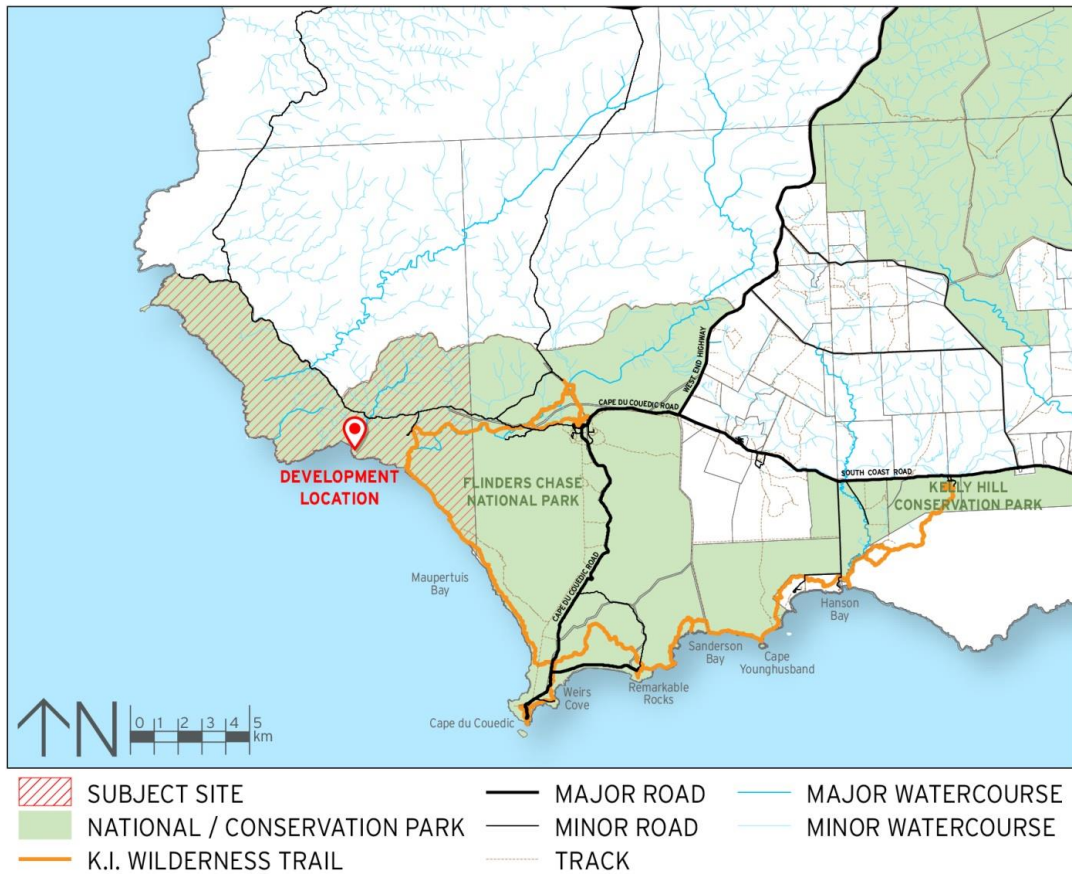 WEST END HIGHWAY
CAPE DU COUEDIC ROAD
DEVELOPMENT
LOCATION
FLINDERS CHASE
NATIONAL PARK
SOUTH COAST ROAD
KELLY HILL
CONSERVATION PARK
Maupertuis
Bay
CAPE DU COUEDIC ROAD
Hanson
Bay
Sanderson
Bay
Cape
Younghusband
Remarkable
Rocks
Weirs
Cove
Cape du Couedic
N
0 1 2 3 4 5
km
SUBJECT SITE
NATIONAL / CONSERVATION PARK
K.I. WILDERNESS TRAIL
MAJOR ROAD
MINOR ROAD
TRACK
MAJOR WATERCOURSE
MINOR WATERCOURSE